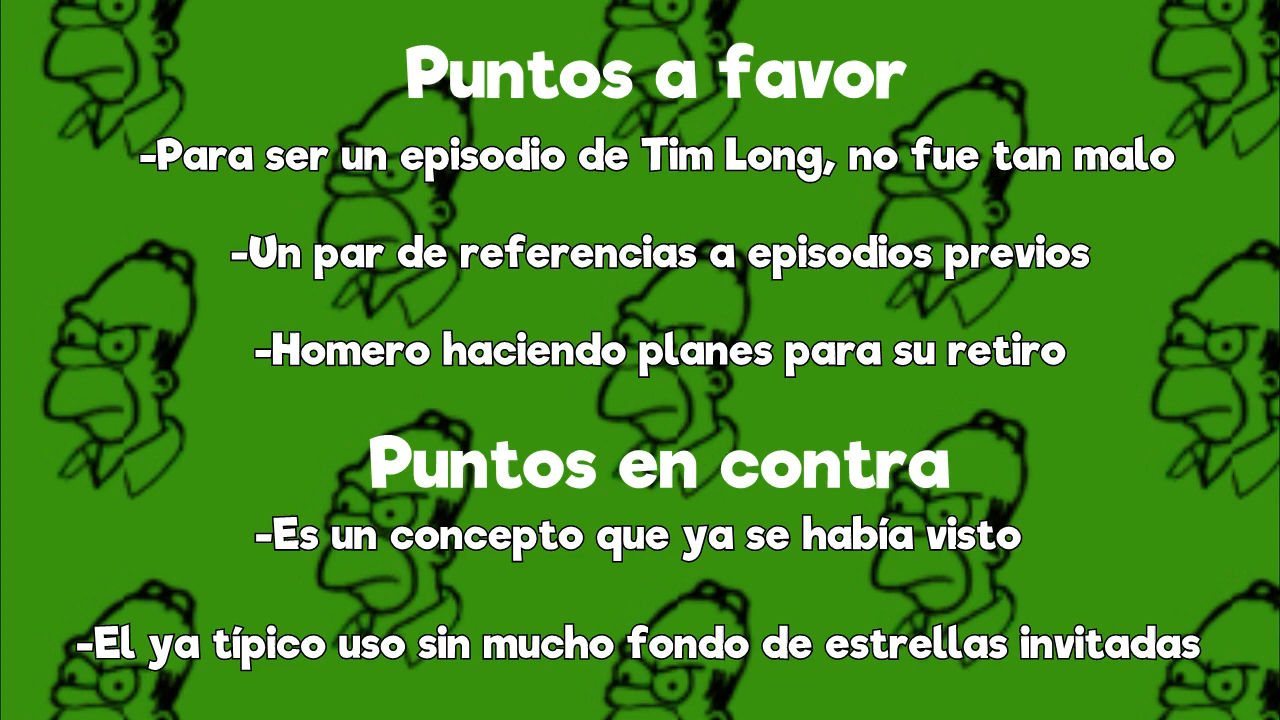 Puntos a favor
-Para ser un episodio de Tim Long, no fue tan malo
-Un par de referencias a episodios previos
-Homero haciendo planes para su retiro
Puntos en contra
-Es un concepto que ya se había visto
-El ya típico uso sin mucho fondo de estrellas invitadas